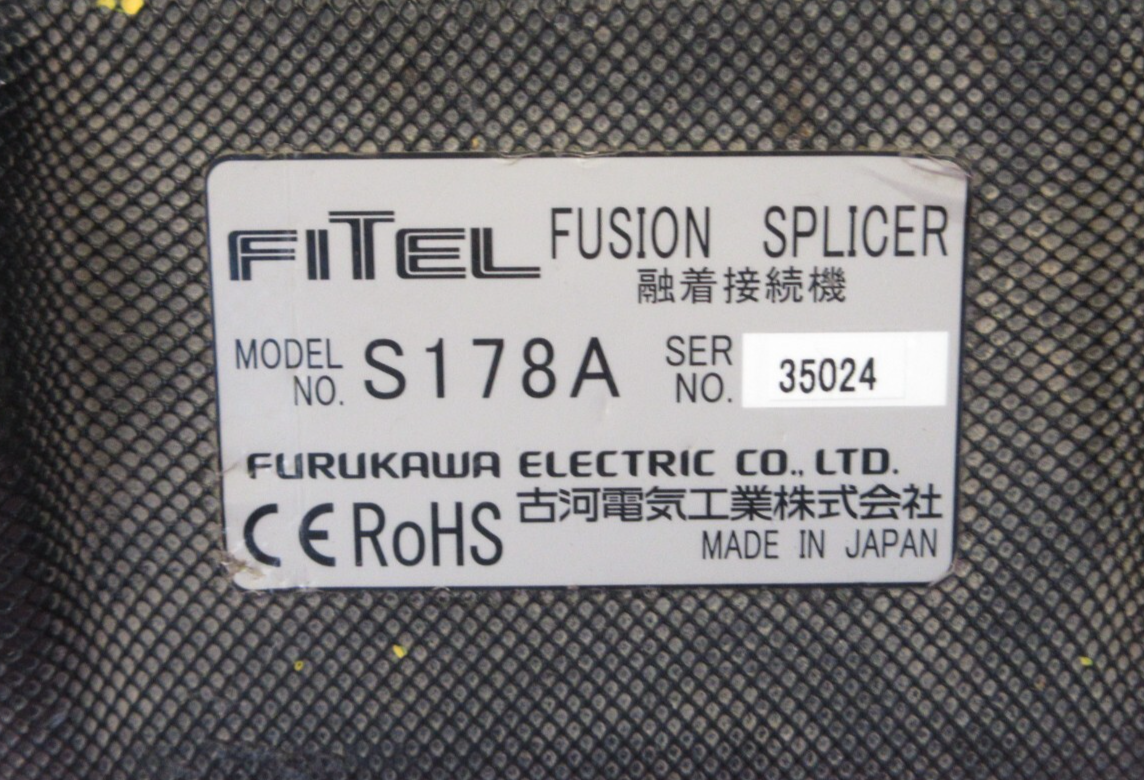 FITEL FUSION SPLICER
融着接続機
MODEL NO. S178A SER NO. 35024
FURUKAWA ELECTRIC CO., LTD.
古河電気工業株式会社
CE RoHS
MADE IN JAPAN